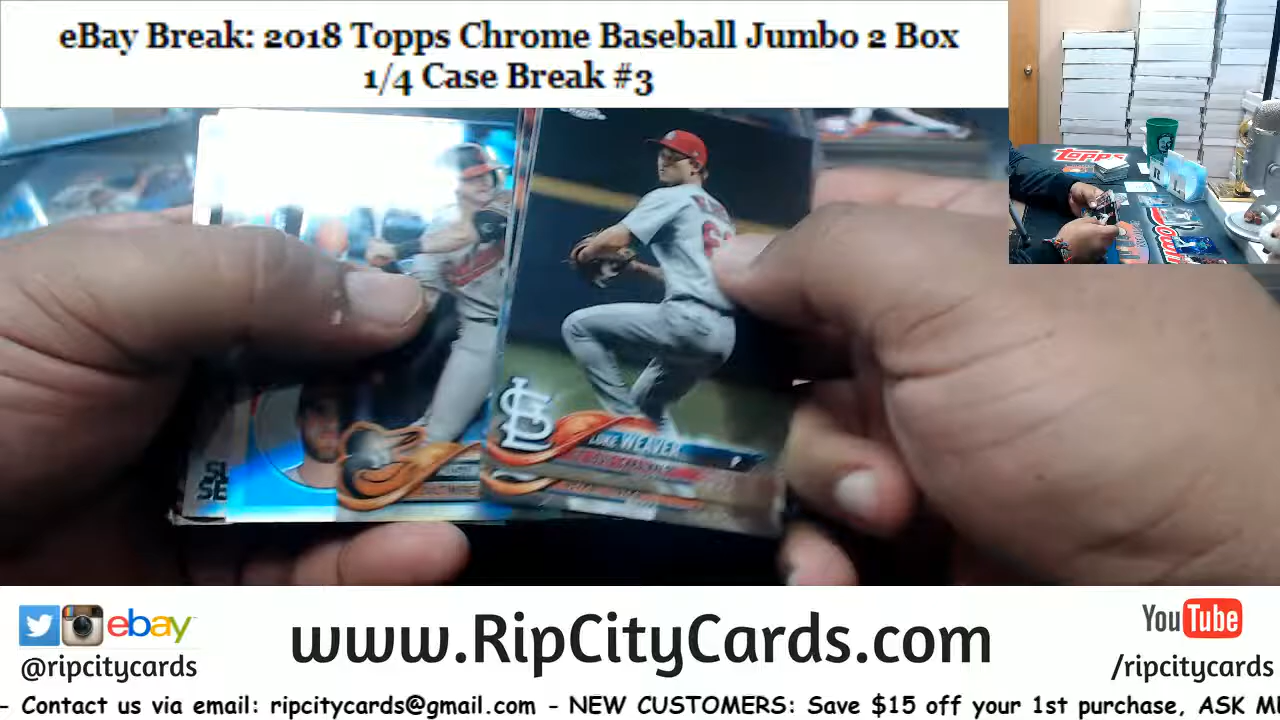 eBay Break: 2018 Topps Chrome Baseball Jumbo 2 Box
1/4 Case Break #3
Topps
LUKE WEAVER
P
ebay
@ripcitycards
www.RipCityCards.com
YouTube
/ripcitycards
- Contact us via email: ripcitycards@gmail.com - NEW CUSTOMERS: Save $15 off your 1st purchase, ASK